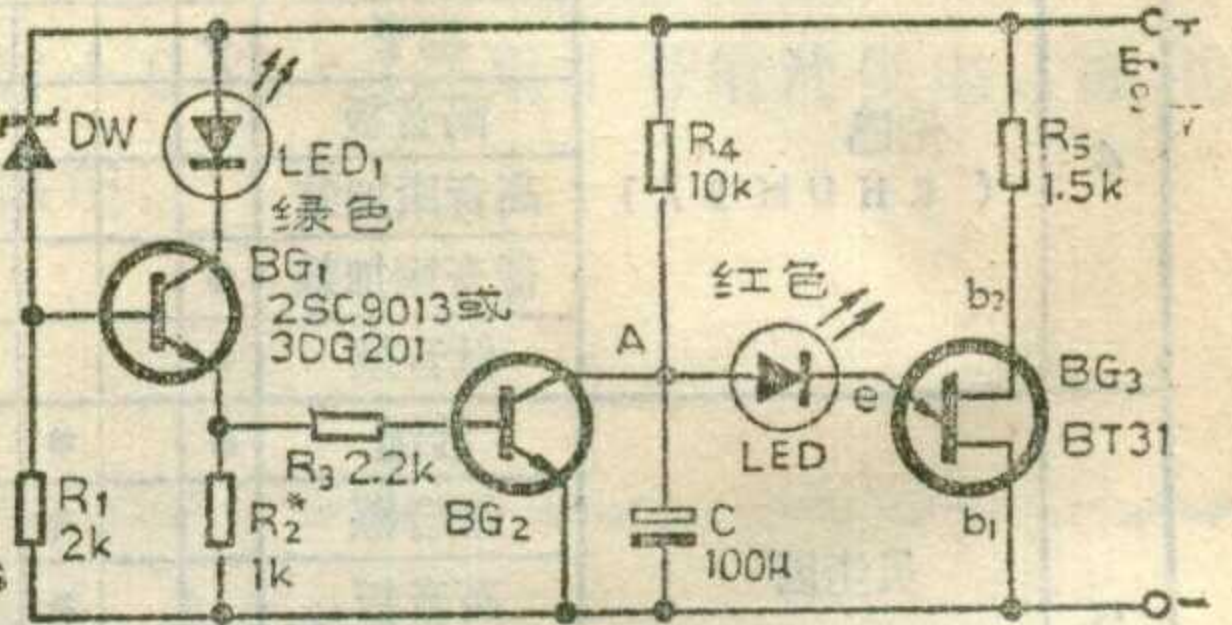 DW
LED₁
绿色
BG₁
2SC9013或
3DG201
R₁
2k
R₂*
1k
R₃ 2.2k
BG₂
A
R₄
10k
C
100μ
红色
LED
e
R₅
1.5k
b₂
BG₃
BT31
b₁
+
−